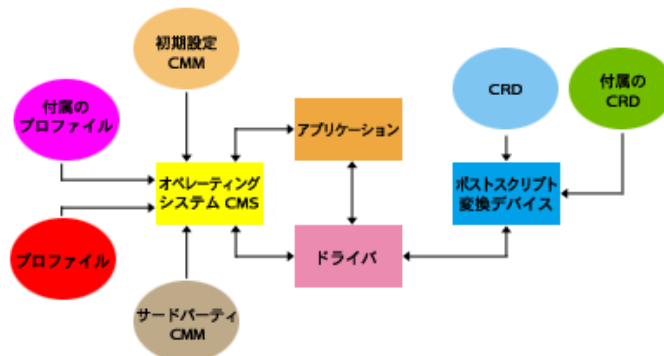 初期設定
CMM
付属の
プロファイル
プロファイル
サードパーティ
CMM
オペレーティング
システム CMS
アプリケーション
ドライバ
CRD
付属の
CRD
ポストスクリプト
変換デバイス